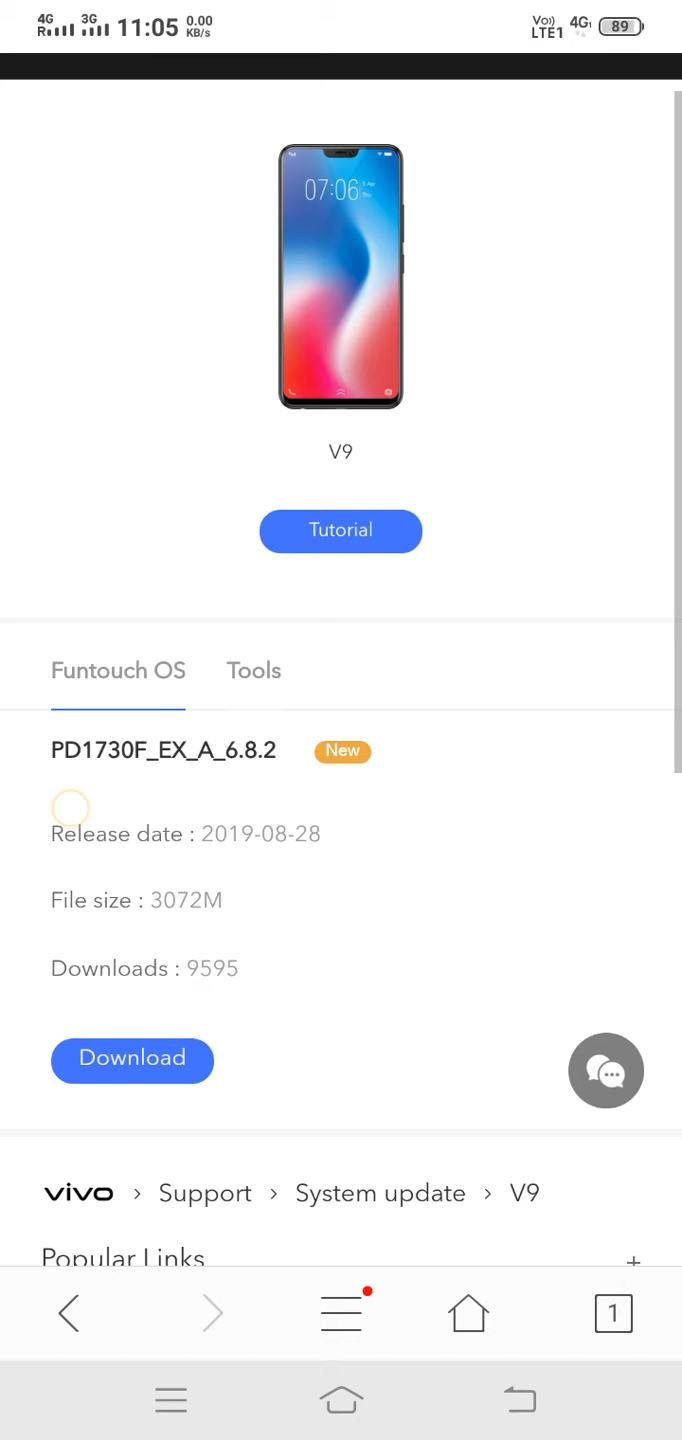 4G 3G 11:05 0.00
R KB/s
Vo)) 4G 89
LTE1
07:06
V9
Tutorial
Funtouch OS Tools
PD1730F_EX_A_6.8.2 New
Release date : 2019-08-28
File size : 3072M
Downloads : 9595
Download
vivo > Support > System update > V9
Popular Links +
1